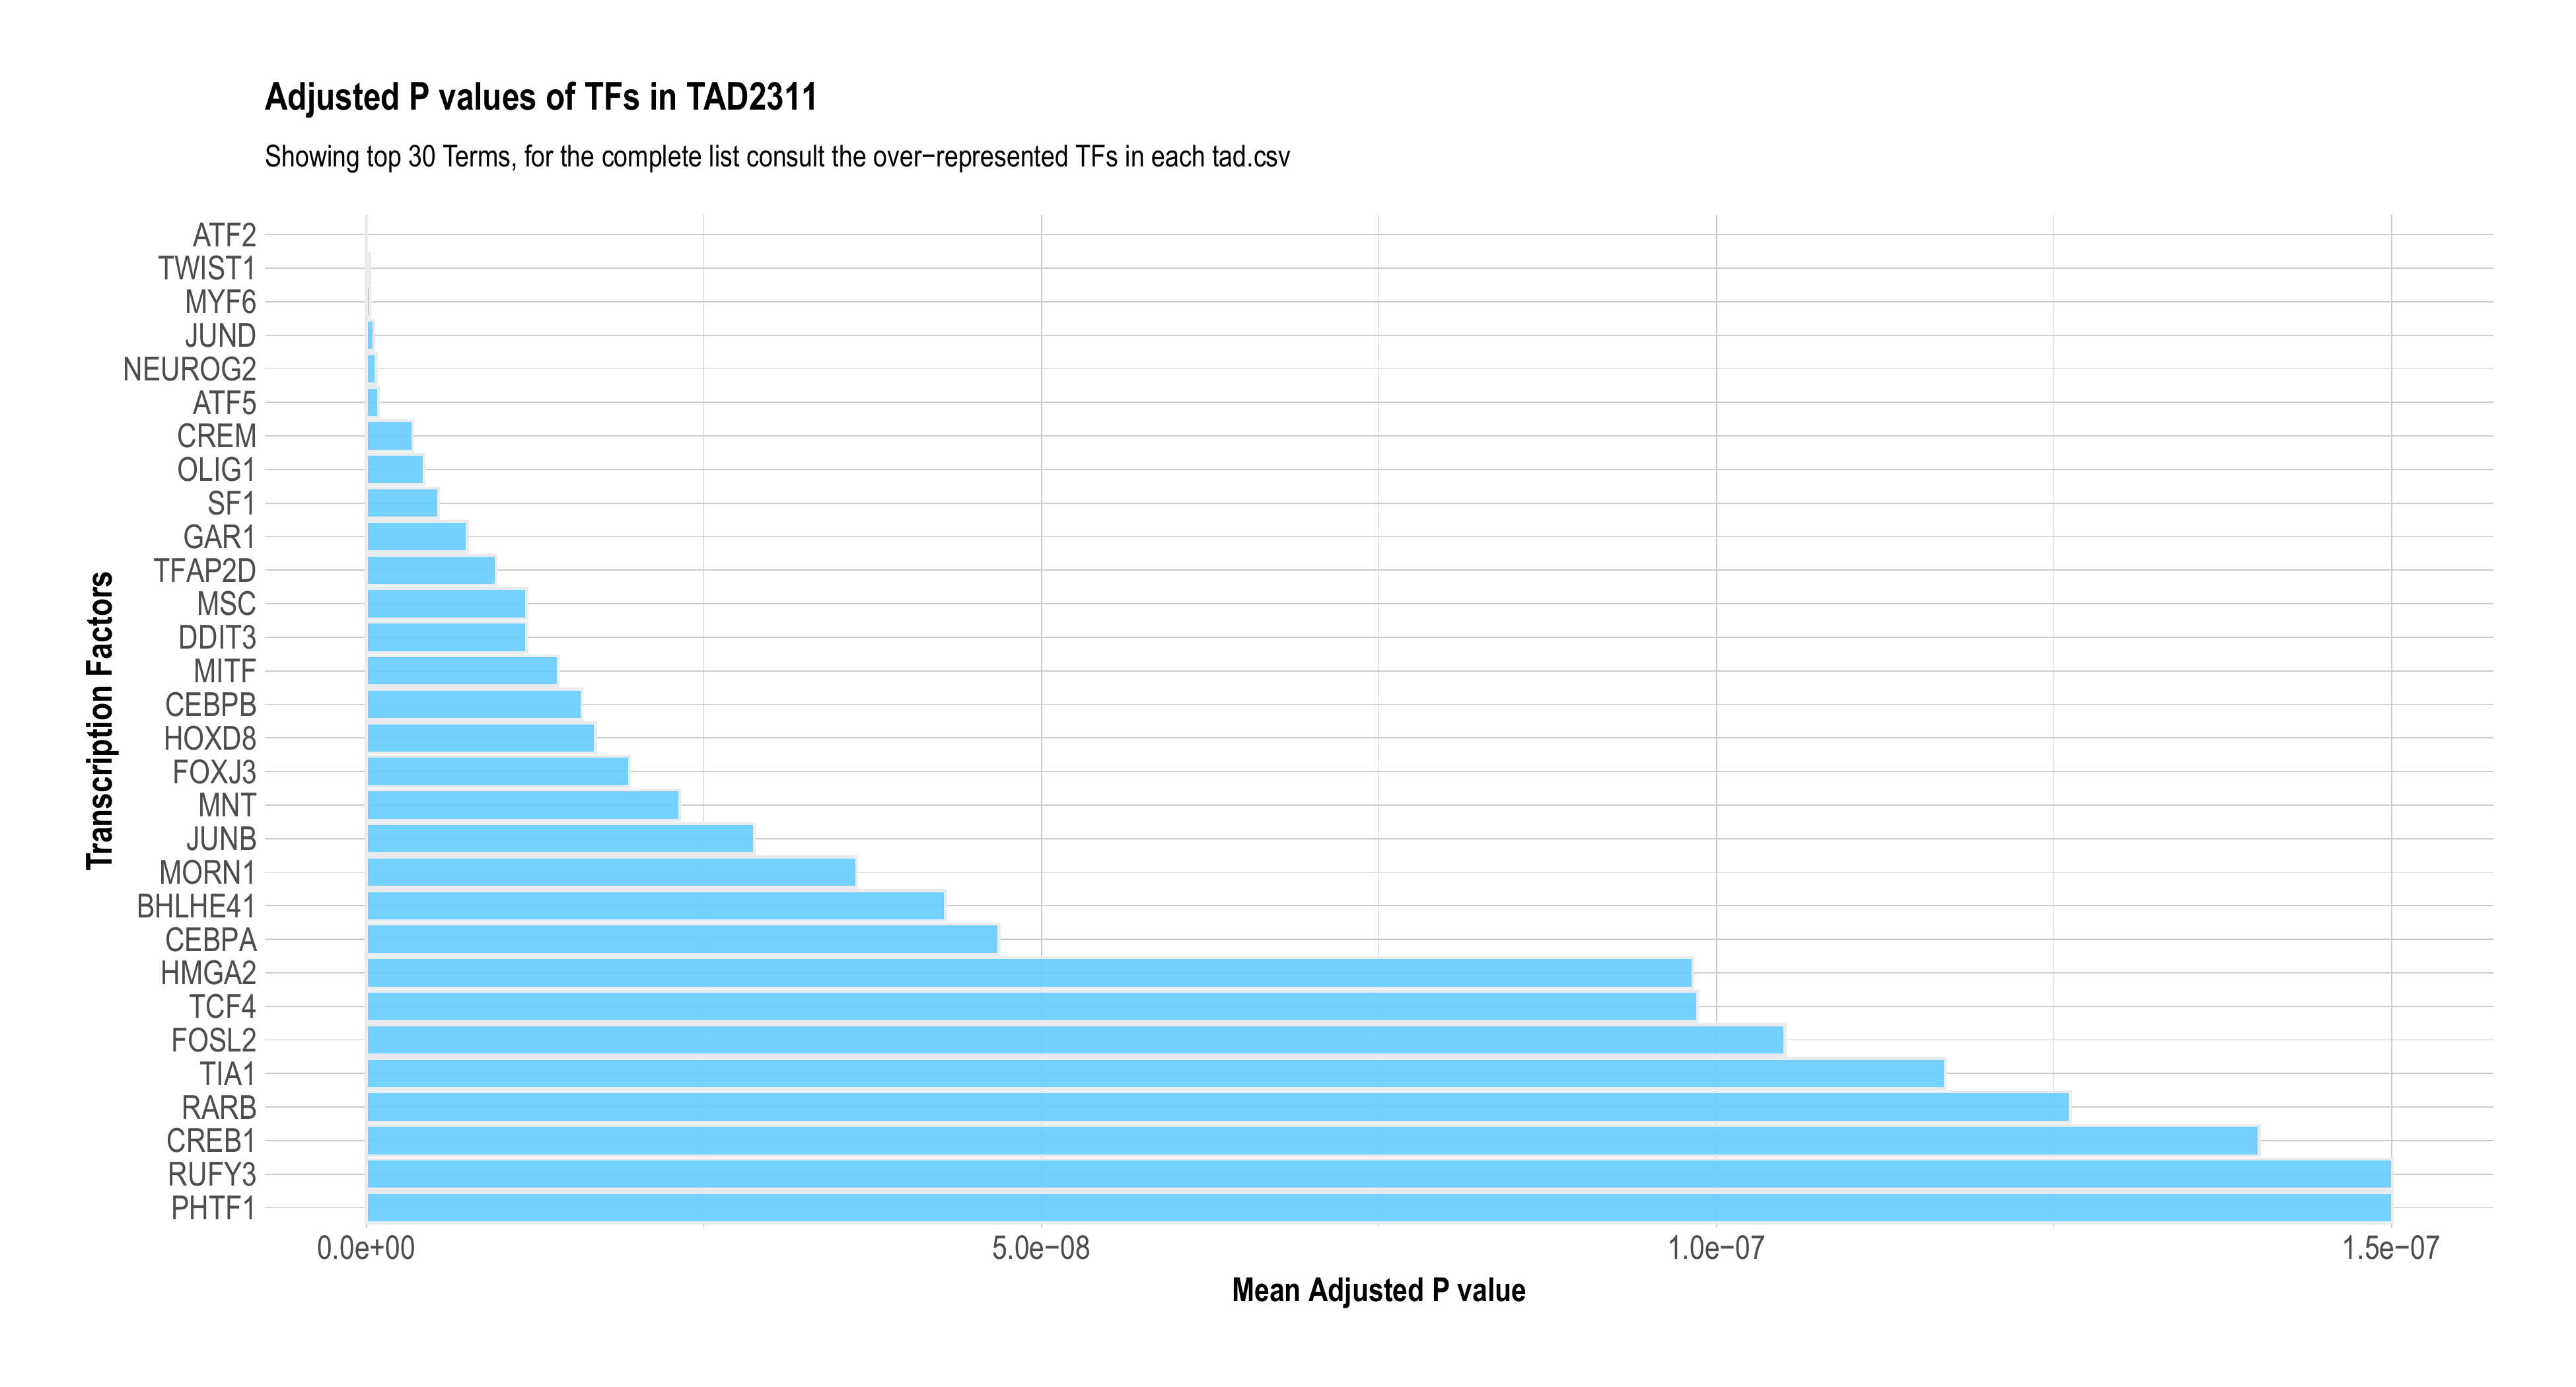 Adjusted P values of TFs in TAD2311
Showing top 30 Terms, for the complete list consult the over−represented TFs in each tad.csv
Transcription Factors
ATF2
TWIST1
MYF6
JUND
NEUROG2
ATF5
CREM
OLIG1
SF1
GAR1
TFAP2D
MSC
DDIT3
MITF
CEBPB
HOXD8
FOXJ3
MNT
JUNB
MORN1
BHLHE41
CEBPA
HMGA2
TCF4
FOSL2
TIA1
RARB
CREB1
RUFY3
PHTF1
0.0e+00 5.0e−08 1.0e−07 1.5e−07
Mean Adjusted P value